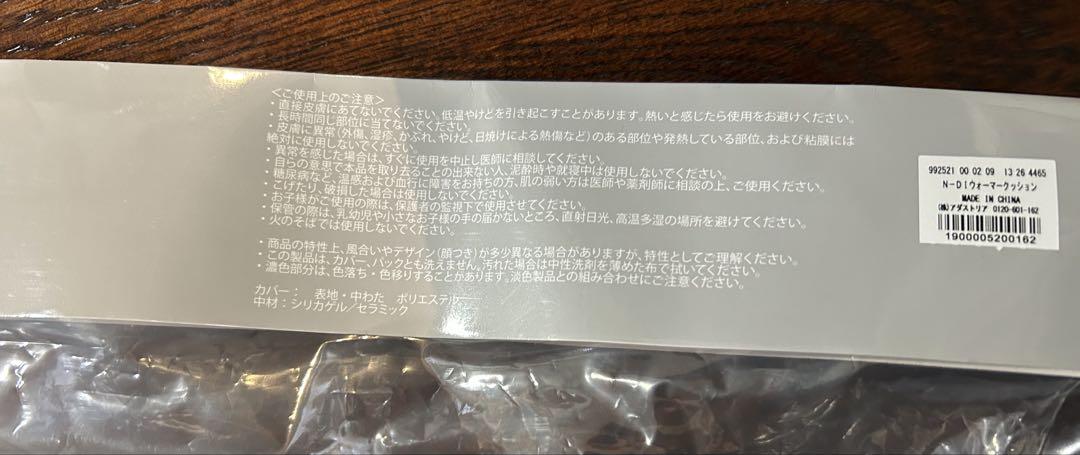 ＜ご使用上のご注意＞
・直接皮膚にあてないでください。低温やけどを引き起こすことがあります。熱いと感じたら使用をお避けください。
・長時間同じ部位に当てないでください。
・皮膚に異常(外傷、湿疹、かぶれ、やけど、日焼けによる熱傷など)のある部位や発熱している部位、および粘膜には
絶対に使用しないでください。
・異常を感じた場合は、すぐに使用を中止し医師に相談してください。
・自らの意思で本品を取り去ることの出来ない人、泥酔時や就寝中は使用しないでください。
・糖尿病など、温感および血行に障害をお持ちの方、肌の弱い方は医師や薬剤師に相談の上、ご使用ください。
・こげたり、破損した場合は使用しないでください。
・お子様がご使用の際は、保護者の監視下で使用させてください。
・保管の際は、乳幼児や小さなお子様の手の届かないところ、直射日光、高温多湿の場所を避けてください。
・火のそばでは使用しないでください。
・商品の特性上、風合いやデザイン(顔つき)が多少異なる場合がありますが、特性としてご理解ください。
・この製品は、カバー、パックとも洗えません。汚れた場合は中性洗剤を薄めた布で拭いてください。
・濃色部分は、色落ち・色移りすることがあります。淡色製品との組み合わせにご注意ください。
カバー： 表地・中わた ポリエステル
中材：シリカゲル／セラミック
992521 00 02 09 13 26 4465
N-DIウォーマークッション
MADE IN CHINA
(株)アダストリア 0120-601-162
1900005200162